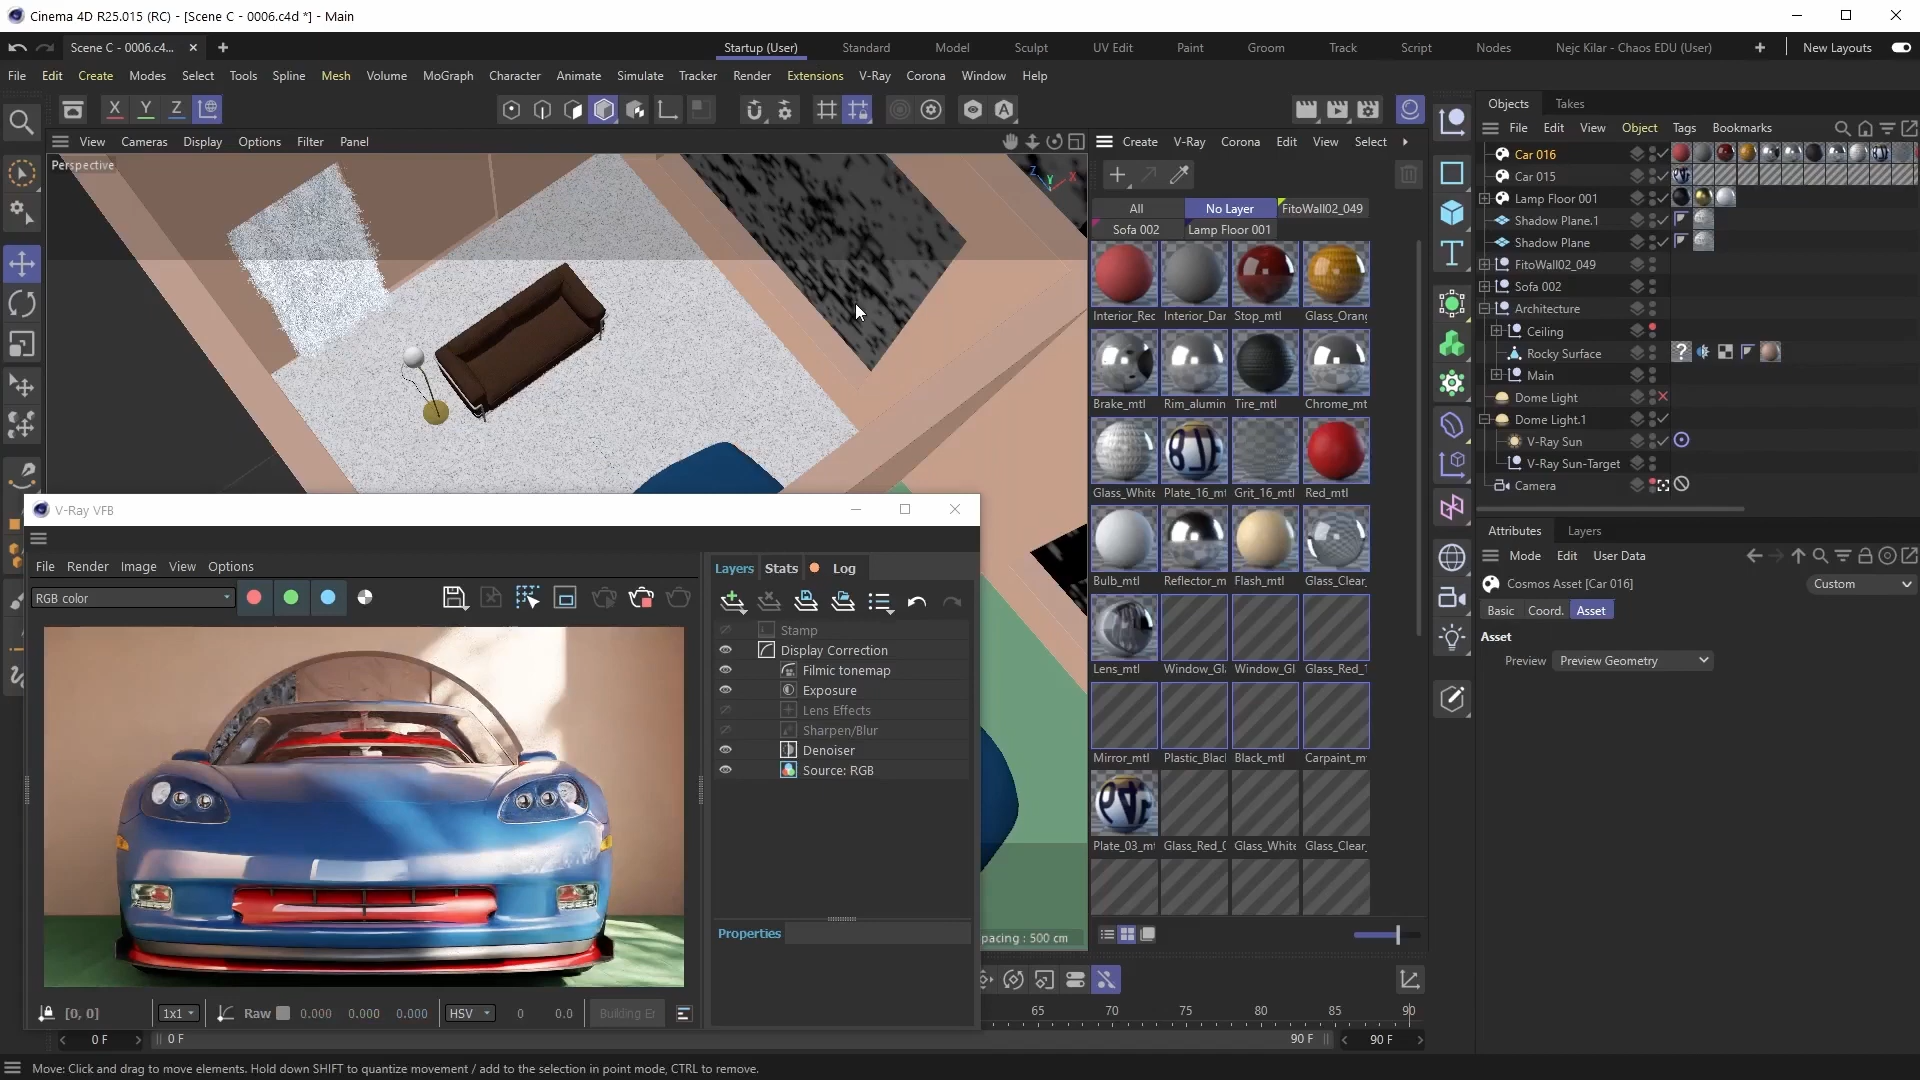 Cinema 4D R25.015 (RC) - [Scene C - 0006.c4d *] - Main
Scene C - 0006.c4...
Startup (User) Standard Model Sculpt UV Edit Paint Groom Track Script Nodes Nejc Kilar - Chaos EDU (User) New Layouts
File Edit Create Modes Select Tools Spline Mesh Volume MoGraph Character Animate Simulate Tracker Render Extensions V-Ray Corona Window Help
X Y Z
View Cameras Display Options Filter Panel
Perspective
Z Y X
Create V-Ray Corona Edit View Select
All No Layer FitoWall02_049
Sofa 002 Lamp Floor 001
Interior_Rec Interior_Dar Stop_mtl Glass_Orang
Brake_mtl Rim_alumin Tire_mtl Chrome_mt
Glass_White Plate_16_mt Grit_16_mtl Red_mtl
Bulb_mtl Reflector_m Flash_mtl Glass_Clear_
Lens_mtl Window_Gl Window_Gl Glass_Red_1
Mirror_mtl Plastic_Blacl Black_mtl Carpaint_m
Plate_03_mt Glass_Red_0 Glass_White Glass_Clear_
Objects Takes
File Edit View Object Tags Bookmarks
Car 016
Car 015
Lamp Floor 001
Shadow Plane.1
Shadow Plane
FitoWall02_049
Sofa 002
Architecture
Ceiling
Rocky Surface
Main
Dome Light
Dome Light.1
V-Ray Sun
V-Ray Sun-Target
Camera
Attributes Layers
Mode Edit User Data
Cosmos Asset [Car 016] Custom
Basic Coord. Asset
Asset
Preview Preview Geometry
V-Ray VFB
File Render Image View Options
RGB color
Layers Stats Log
Stamp
Display Correction
Filmic tonemap
Exposure
Lens Effects
Sharpen/Blur
Denoiser
Source: RGB
Properties
[0, 0] 1x1 Raw 0.000 0.000 0.000 HSV 0 0.0 Building Er
pacing : 500 cm
65 70 75 80 85 90
0 F 0 F 90 F 90 F
Move: Click and drag to move elements. Hold down SHIFT to quantize movement / add to the selection in point mode, CTRL to remove.